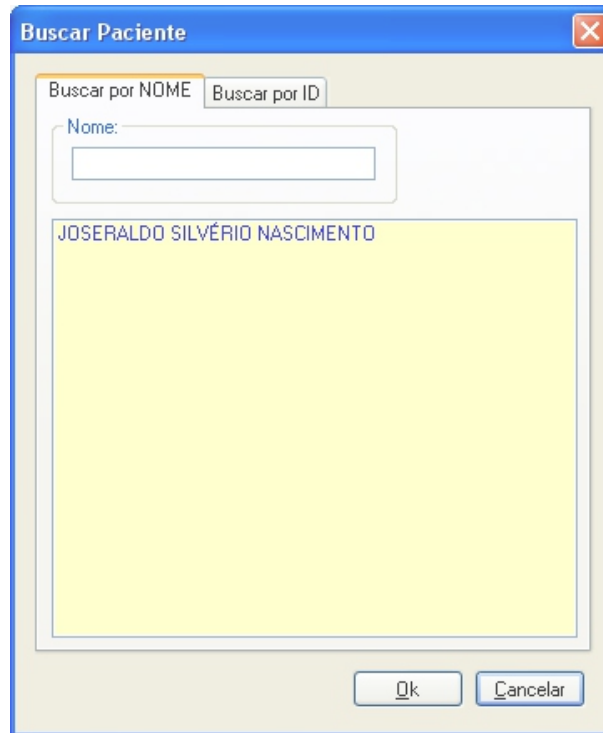 Buscar Paciente
Buscar por NOME
Buscar por ID
Nome:
JOSERALDO SILVÉRIO NASCIMENTO
Ok
Cancelar